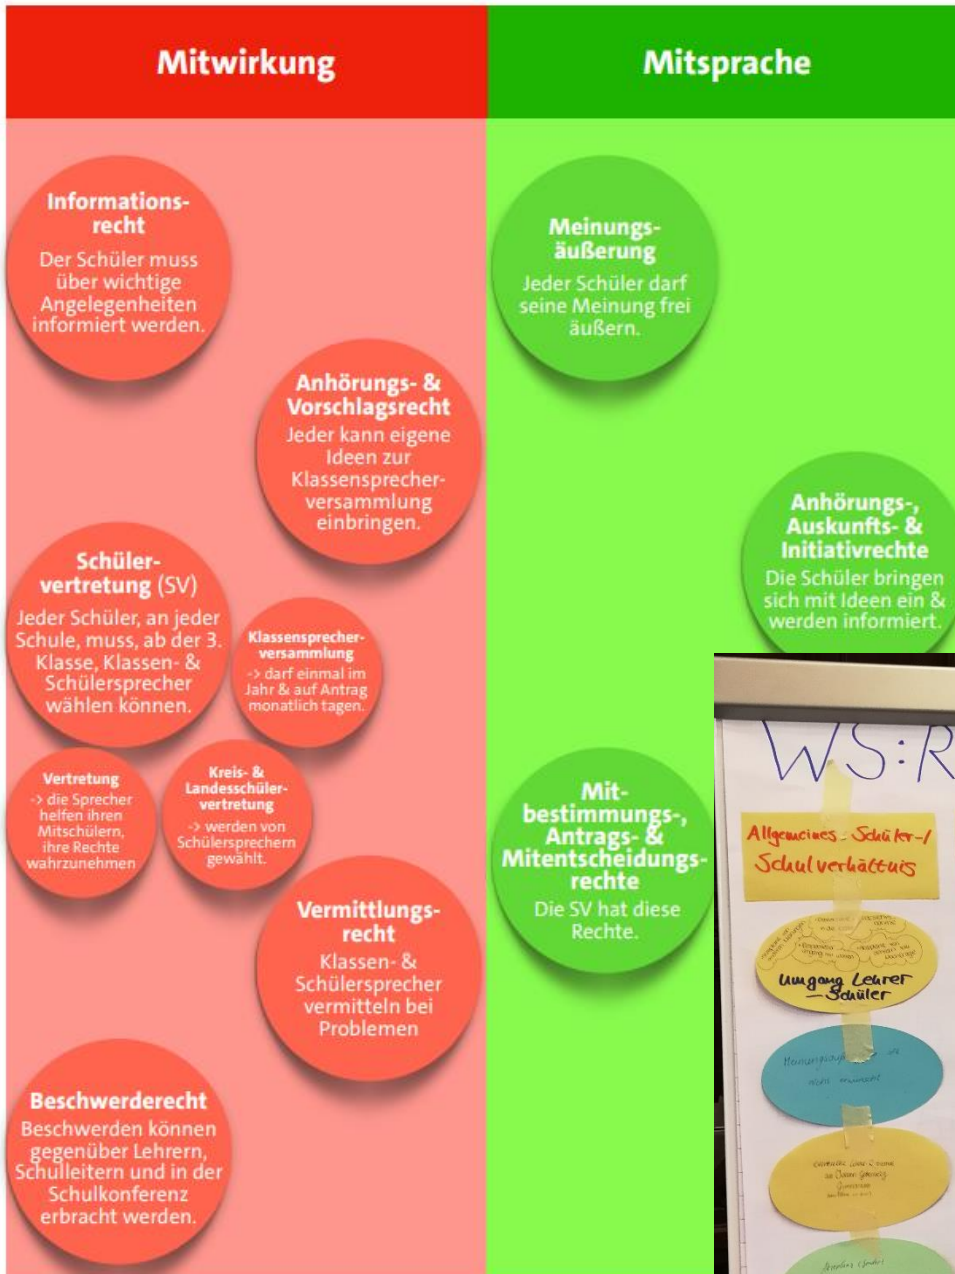 Mitwirkung
Informations-
recht
Der Schüler muss
über wichtige
Angelegenheiten
informiert werden.
Anhörungs- &
Vorschlagsrecht
Jeder kann eigene
Ideen zur
Klassensprecher-
versammlung
einbringen.
Schüler-
vertretung (SV)
Jeder Schüler, an jeder
Schule, muss, ab der 3.
Klasse, Klassen- &
Schülersprecher
wählen können.
Klassensprecher-
versammlung
-> darf einmal im
Jahr & auf Antrag
monatlich tagen.
Vertretung
-> die Sprecher
helfen ihren
Mitschülern,
ihre Rechte
wahrzunehmen
Kreis- &
Landesschüler-
vertretung
-> werden von
Schülersprechern
gewählt.
Vermittlungs-
recht
Klassen- &
Schülersprecher
vermitteln bei
Problemen
Beschwerderecht
Beschwerden können
gegenüber Lehrern,
Schulleitern und in der
Schulkonferenz
erbracht werden.
Mitsprache
Meinungs-
äußerung
Jeder Schüler darf
seine Meinung frei
äußern.
Anhörungs-,
Auskunfts- &
Initiativrechte
Die Schüler bringen
sich mit Ideen ein &
werden informiert.
Mit-
bestimmungs-,
Antrags- &
Mitentscheidungs-
rechte
Die SV hat diese
Rechte.
WS:R
Allgemeines Schüler-/
Schulverhältnis
Umgang Lehrer
– Schüler